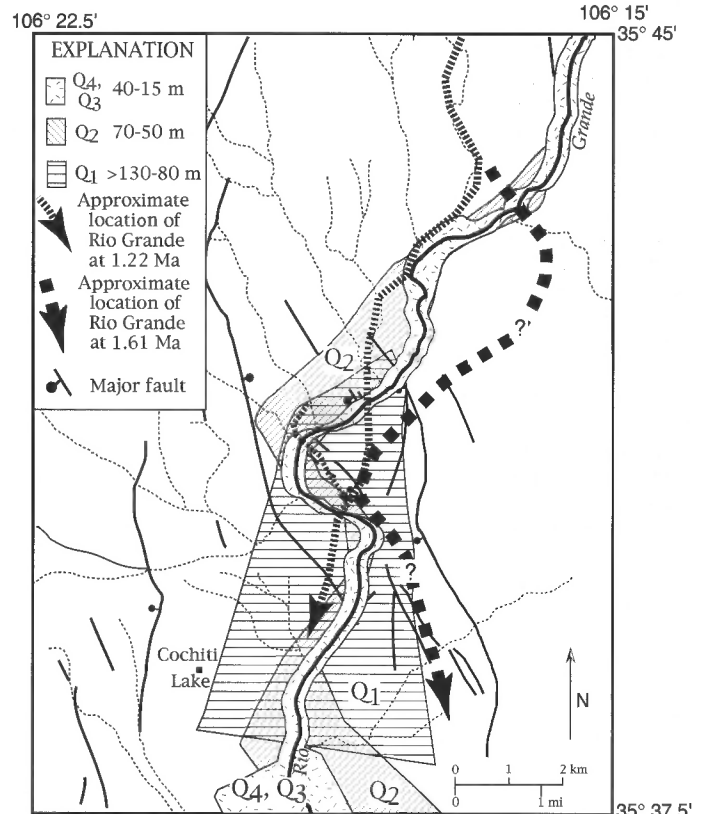 106° 22.5'
106° 15'
35° 45'
EXPLANATION
Q4,
Q3
40-15 m
Q2 70-50 m
Q1 >130-80 m
Approximate
location of
Rio Grande
at 1.22 Ma
Approximate
location of
Rio Grande
at 1.61 Ma
Major fault
Grande
?
Q2
?
Cochiti
Lake
Q1
N
Rio
Q4, Q3
Q2
0 1 2 km
0 1 mi
35° 37.5'